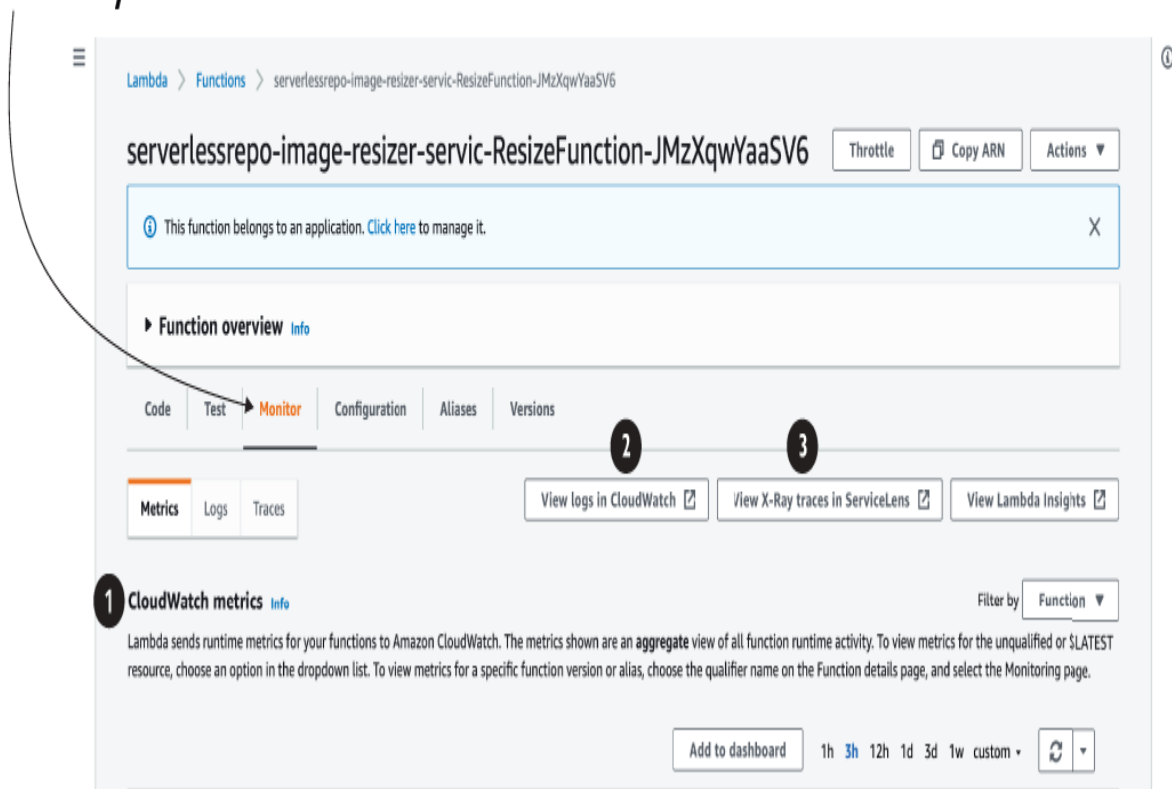 Lambda > Functions > serverlessrepo-image-resizer-servic-ResizeFunction-JMzXqwYaaSV6
serverlessrepo-image-resizer-servic-ResizeFunction-JMzXqwYaaSV6 Throttle Copy ARN Actions ▼
This function belongs to an application. Click here to manage it. X
Function overview Info
Code Test Monitor Configuration Aliases Versions
2 3
Metrics Logs Traces View logs in CloudWatch View X-Ray traces in ServiceLens View Lambda Insights
1 CloudWatch metrics Info Filter by Function ▼
Lambda sends runtime metrics for your functions to Amazon CloudWatch. The metrics shown are an aggregate view of all function runtime activity. To view metrics for the unqualified or $LATEST
resource, choose an option in the dropdown list. To view metrics for a specific function version or alias, choose the qualifier name on the Function details page, and select the Monitoring page.
Add to dashboard 1h 3h 12h 1d 3d 1w custom